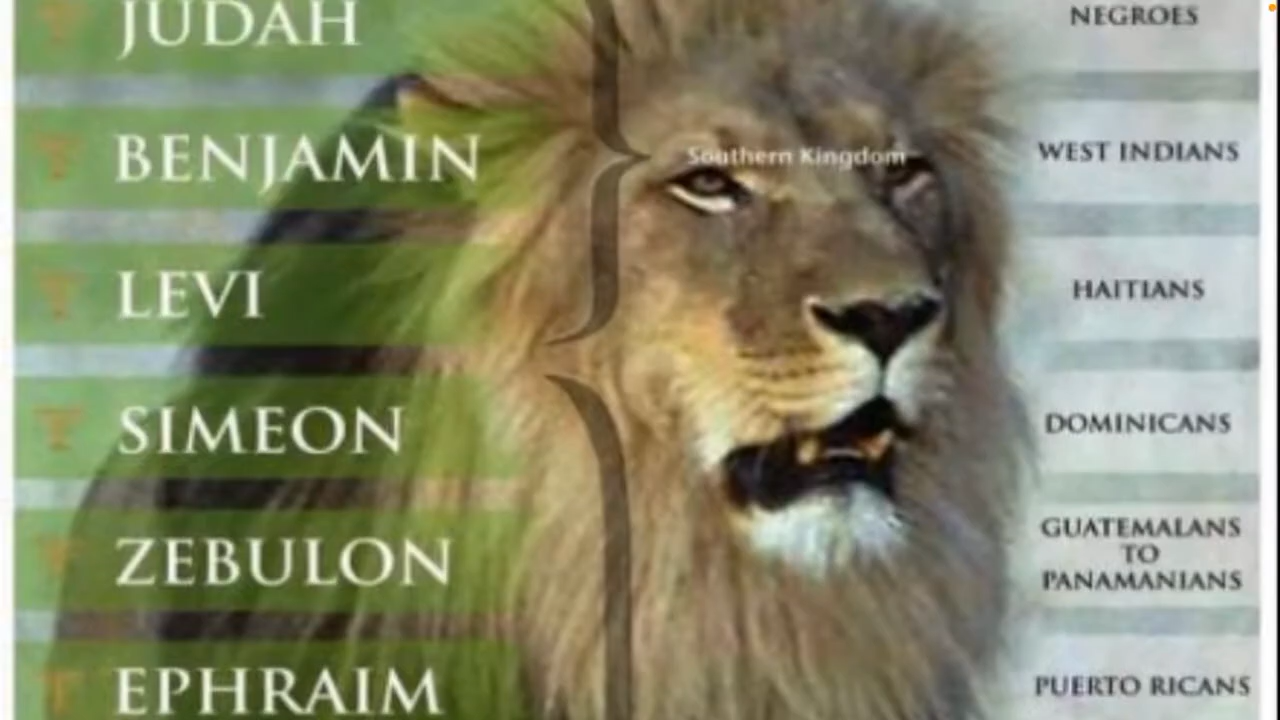 JUDAH
NEGROES
BENJAMIN
Southern Kingdom
WEST INDIANS
LEVI
HAITIANS
SIMEON
DOMINICANS
ZEBULON
GUATEMALANS
TO
PANAMANIANS
EPHRAIM
PUERTO RICANS